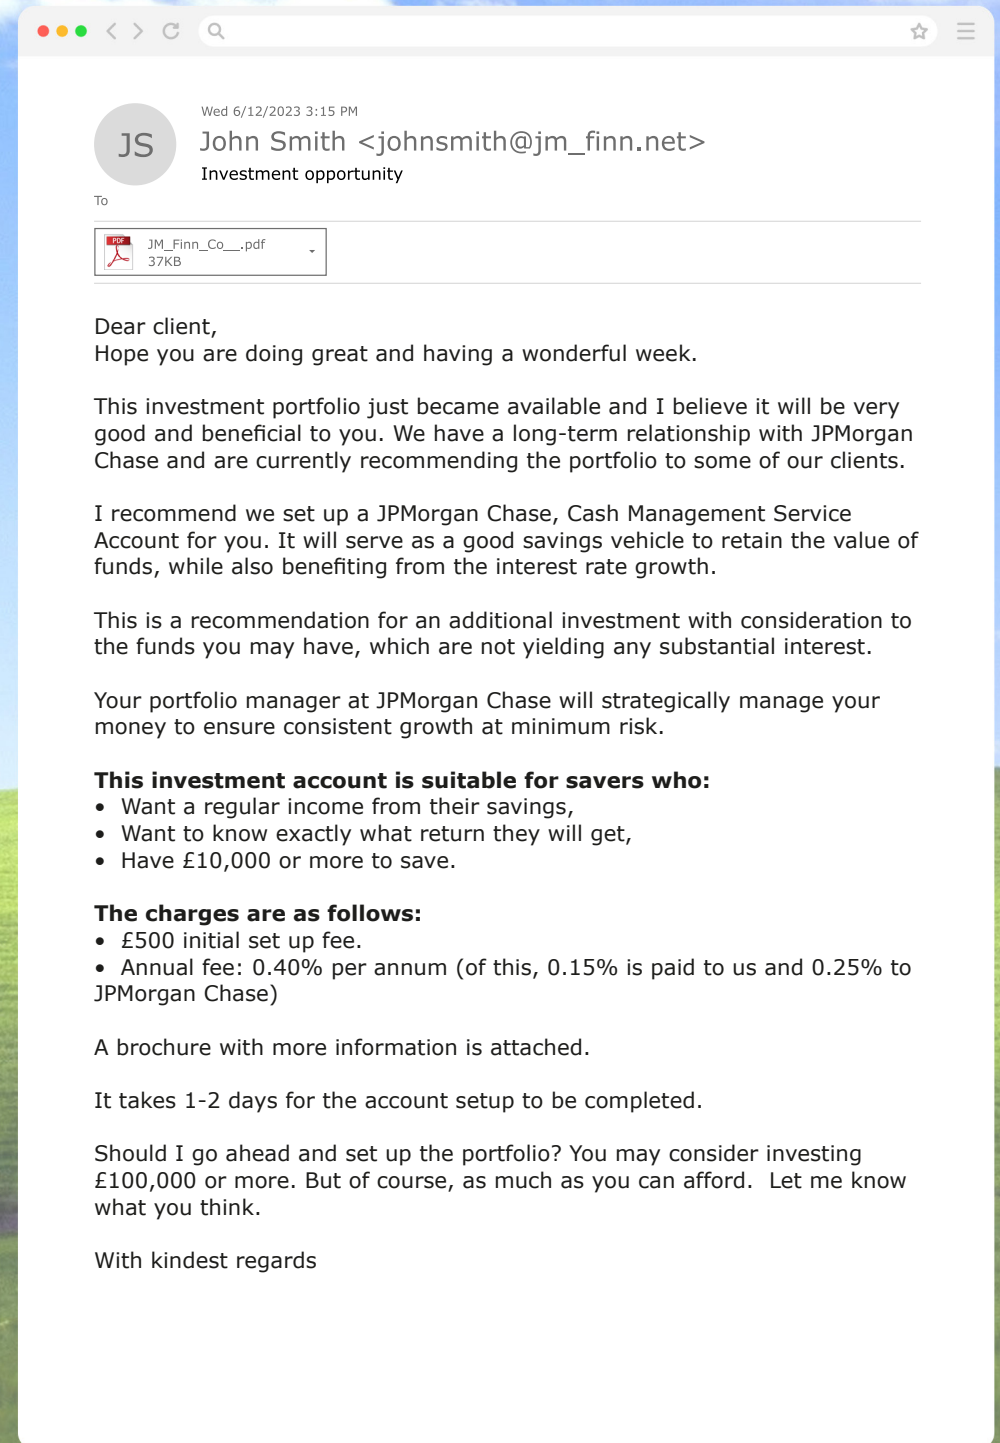 JS
Wed 6/12/2023 3:15 PM
John Smith <johnsmith@jm_finn.net>
Investment opportunity
To
PDF
JM_Finn_Co__.pdf
37KB
Dear client,
Hope you are doing great and having a wonderful week.
This investment portfolio just became available and I believe it will be very
good and beneficial to you. We have a long-term relationship with JPMorgan
Chase and are currently recommending the portfolio to some of our clients.
I recommend we set up a JPMorgan Chase, Cash Management Service
Account for you. It will serve as a good savings vehicle to retain the value of
funds, while also benefiting from the interest rate growth.
This is a recommendation for an additional investment with consideration to
the funds you may have, which are not yielding any substantial interest.
Your portfolio manager at JPMorgan Chase will strategically manage your
money to ensure consistent growth at minimum risk.
This investment account is suitable for savers who:
• Want a regular income from their savings,
• Want to know exactly what return they will get,
• Have £10,000 or more to save.
The charges are as follows:
• £500 initial set up fee.
• Annual fee: 0.40% per annum (of this, 0.15% is paid to us and 0.25% to
JPMorgan Chase)
A brochure with more information is attached.
It takes 1-2 days for the account setup to be completed.
Should I go ahead and set up the portfolio? You may consider investing
£100,000 or more. But of course, as much as you can afford.  Let me know
what you think.
With kindest regards